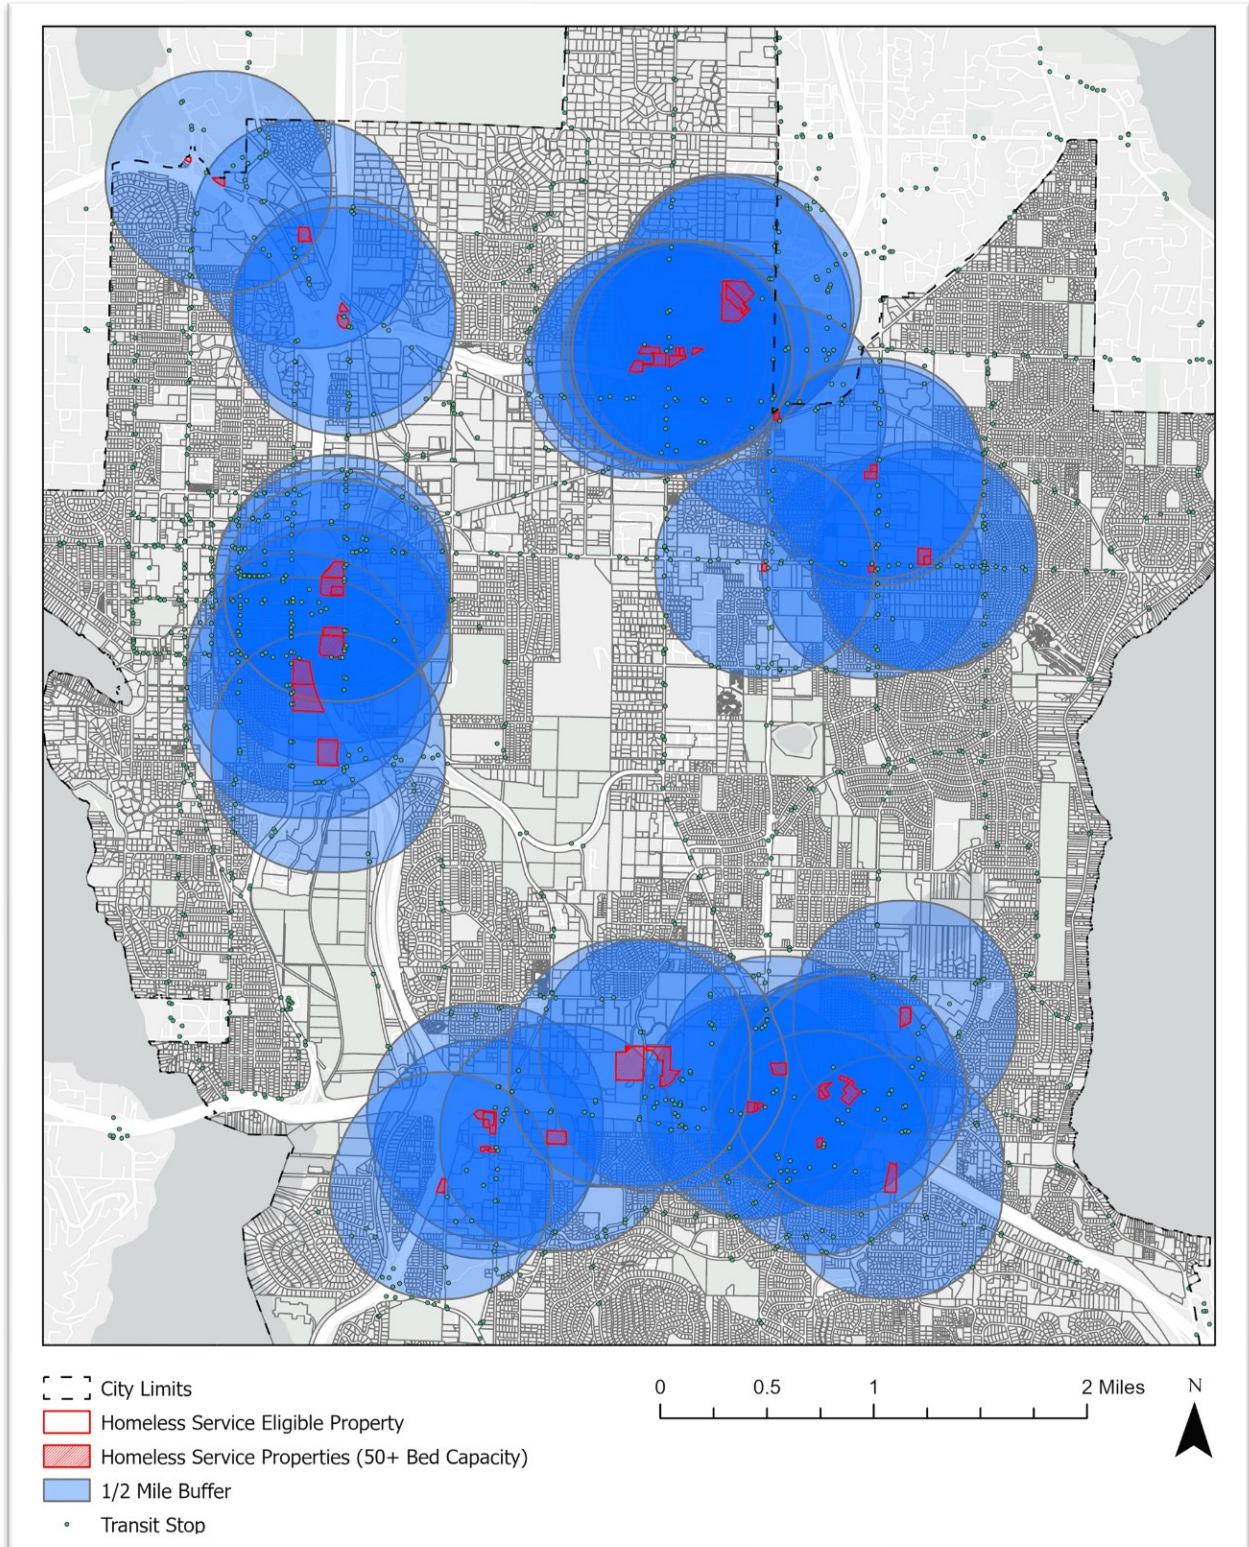 City Limits
Homeless Service Eligible Property
Homeless Service Properties (50+ Bed Capacity)
1/2 Mile Buffer
Transit Stop
0 0.5 1 2 Miles
N